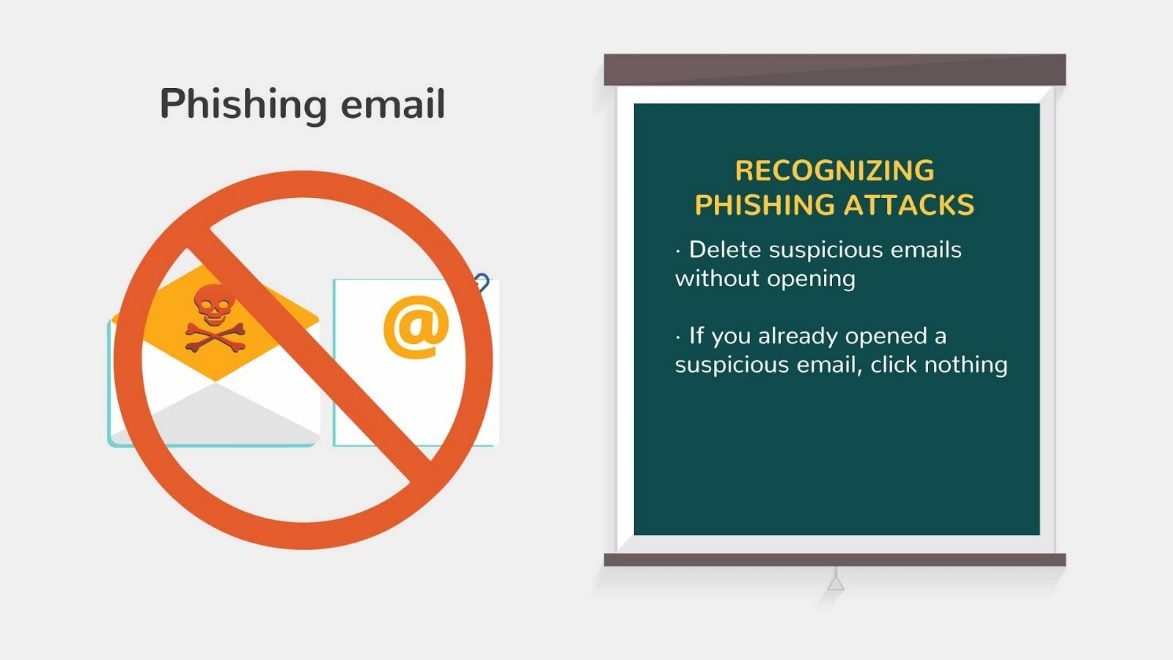 Phishing email
@
RECOGNIZING
PHISHING ATTACKS
· Delete suspicious emails
without opening
· If you already opened a
suspicious email, click nothing